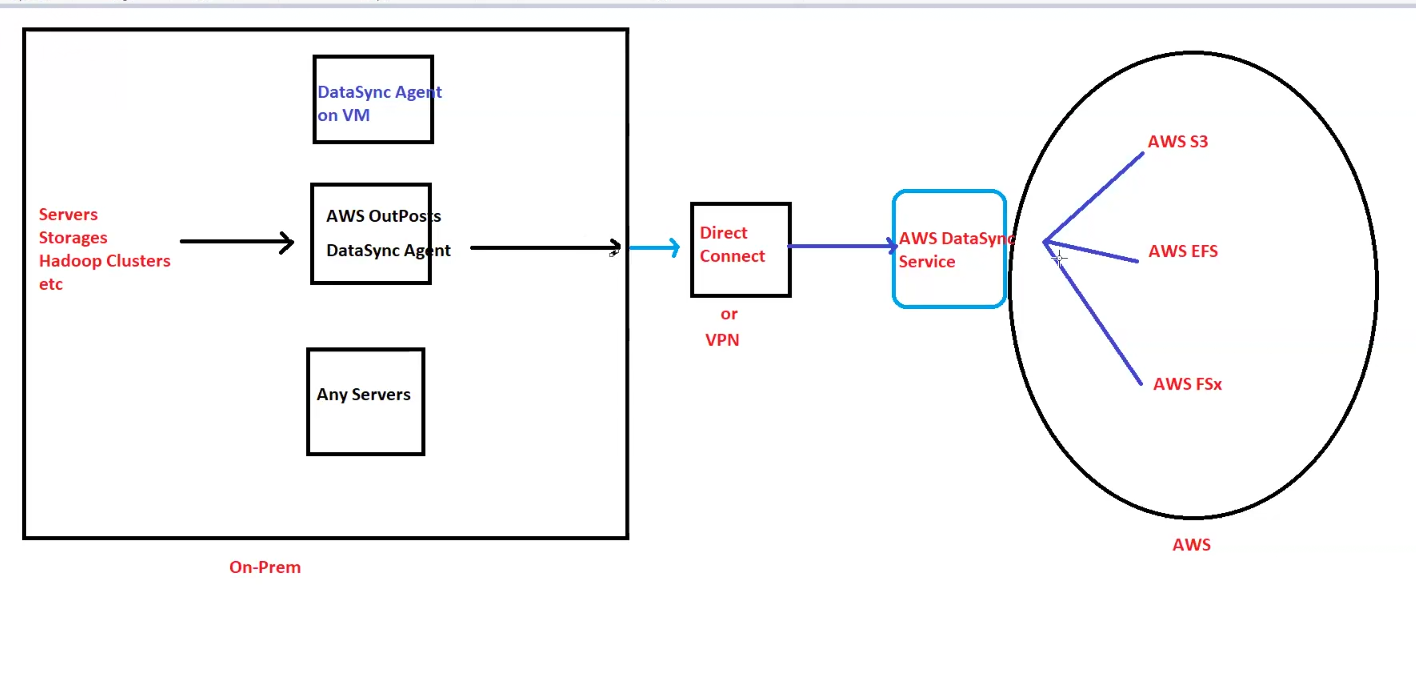 DataSync Agent
on VM
Servers
Storages
Hadoop Clusters
etc
AWS OutPosts
DataSync Agent
Any Servers
On-Prem
Direct
Connect
or
VPN
AWS DataSync
Service
AWS S3
AWS EFS
AWS FSx
AWS